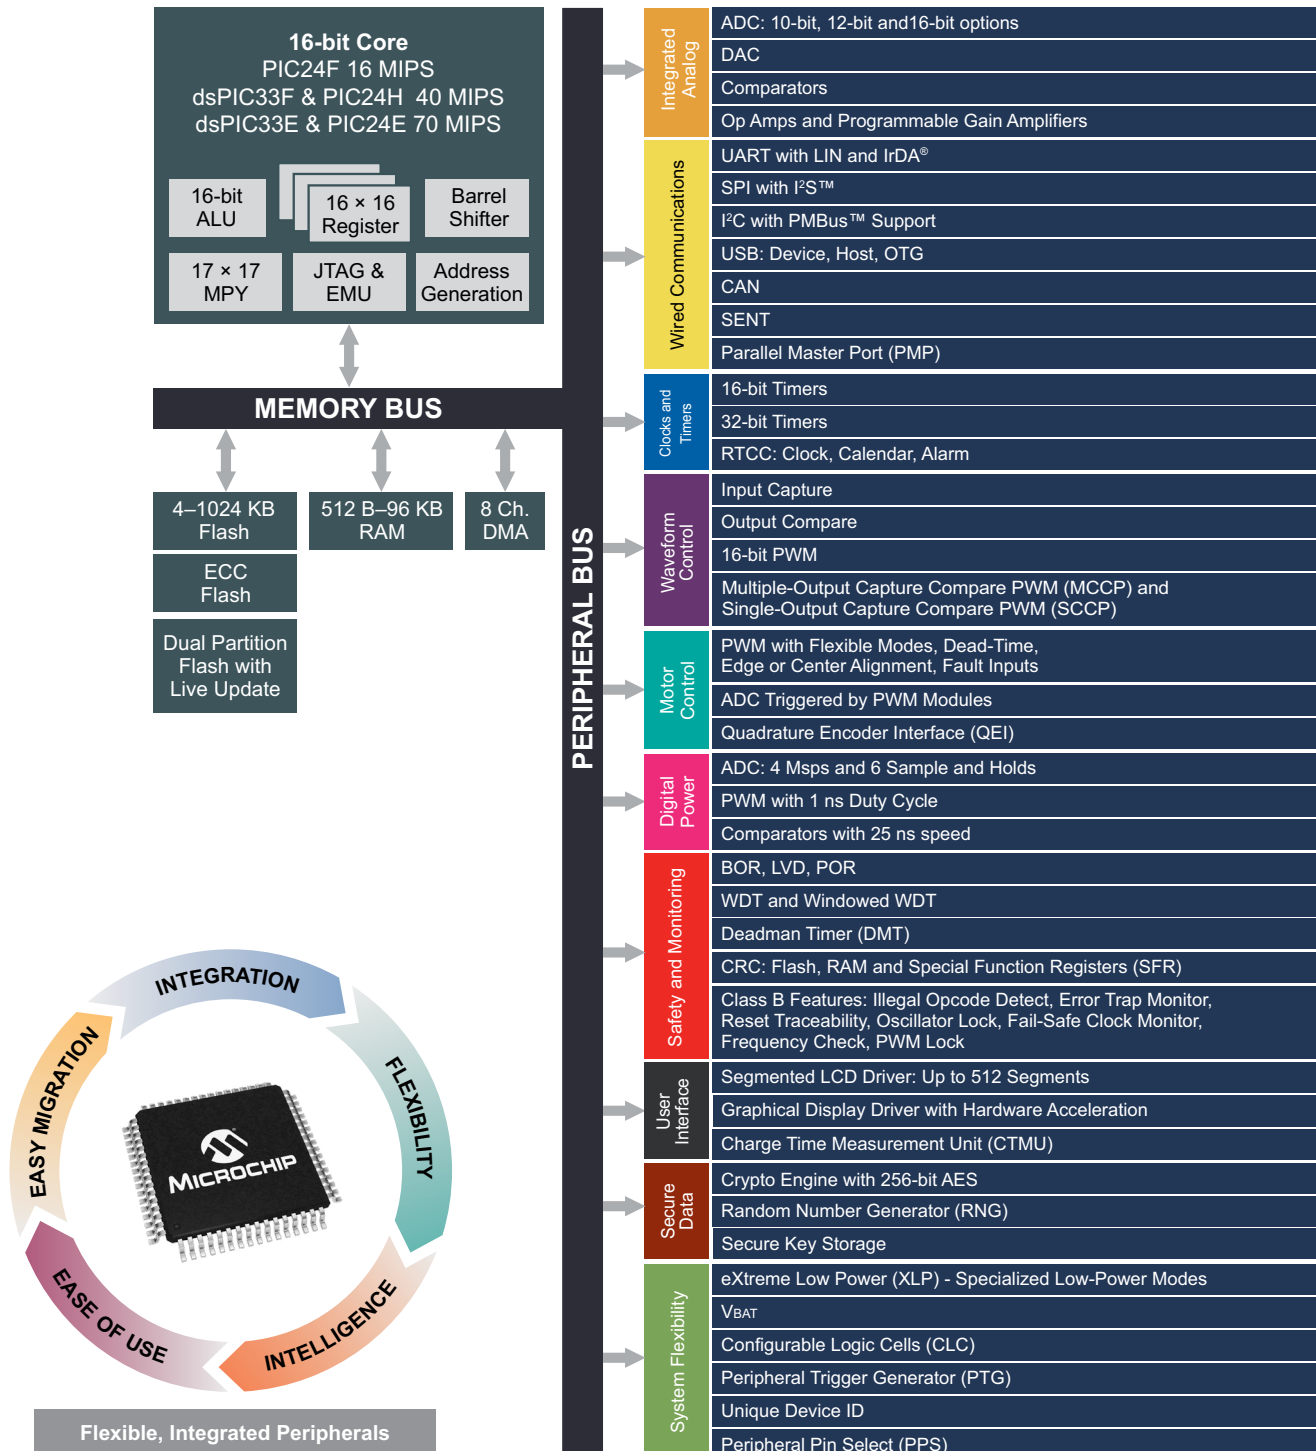 16-bit Core
PIC24F 16 MIPS
dsPIC33F & PIC24H  40 MIPS
dsPIC33E & PIC24E 70 MIPS
16-bit
ALU
16 × 16
Register
Barrel
Shifter
17 × 17
MPY
JTAG &
EMU
Address
Generation
MEMORY BUS
4–1024 KB
Flash
512 B–96 KB
RAM
8 Ch.
DMA
ECC
Flash
Dual Partition
Flash with
Live Update
PERIPHERAL BUS
Integrated
Analog
ADC: 10-bit, 12-bit and16-bit options
DAC
Comparators
Op Amps and Programmable Gain Amplifiers
Wired Communications
UART with LIN and IrDA®
SPI with I²S™
I²C with PMBus™ Support
USB: Device, Host, OTG
CAN
SENT
Parallel Master Port (PMP)
Clocks and
Timers
16-bit Timers
32-bit Timers
RTCC: Clock, Calendar, Alarm
Waveform
Control
Input Capture
Output Compare
16-bit PWM
Multiple-Output Capture Compare PWM (MCCP) and
Single-Output Capture Compare PWM (SCCP)
Motor
Control
PWM with Flexible Modes, Dead-Time,
Edge or Center Alignment, Fault Inputs
ADC Triggered by PWM Modules
Quadrature Encoder Interface (QEI)
Digital
Power
ADC: 4 Msps and 6 Sample and Holds
PWM with 1 ns Duty Cycle
Comparators with 25 ns speed
Safety and Monitoring
BOR, LVD, POR
WDT and Windowed WDT
Deadman Timer (DMT)
CRC: Flash, RAM and Special Function Registers (SFR)
Class B Features: Illegal Opcode Detect, Error Trap Monitor,
Reset Traceability, Oscillator Lock, Fail-Safe Clock Monitor,
Frequency Check, PWM Lock
User
Interface
Segmented LCD Driver: Up to 512 Segments
Graphical Display Driver with Hardware Acceleration
Charge Time Measurement Unit (CTMU)
Secure
Data
Crypto Engine with 256-bit AES
Random Number Generator (RNG)
Secure Key Storage
System Flexibility
eXtreme Low Power (XLP) - Specialized Low-Power Modes
VBAT
Configurable Logic Cells (CLC)
Peripheral Trigger Generator (PTG)
Unique Device ID
Peripheral Pin Select (PPS)
INTEGRATION
FLEXIBILITY
INTELLIGENCE
EASE OF USE
EASY MIGRATION
MICROCHIP
Flexible, Integrated Peripherals